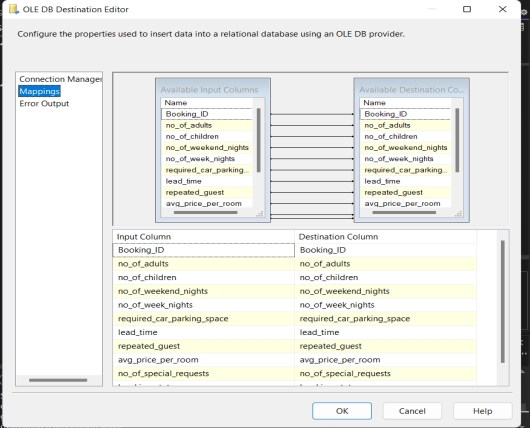 OLE DB Destination Editor
Configure the properties used to insert data into a relational database using an OLE DB provider.
Connection Manager
Mappings
Error Output
Available Input Columns
Name
Booking_ID
no_of_adults
no_of_children
no_of_weekend_nights
no_of_week_nights
required_car_parking...
lead_time
repeated_guest
avg_price_per_room
Available Destination Co...
Name
Booking_ID
no_of_adults
no_of_children
no_of_weekend_nights
no_of_week_nights
required_car_parking...
lead_time
repeated_guest
avg_price_per_room
Input Column Destination Column
Booking_ID Booking_ID
no_of_adults no_of_adults
no_of_children no_of_children
no_of_weekend_nights no_of_weekend_nights
no_of_week_nights no_of_week_nights
required_car_parking_space required_car_parking_space
lead_time lead_time
repeated_guest repeated_guest
avg_price_per_room avg_price_per_room
no_of_special_requests no_of_special_requests
OK Cancel Help